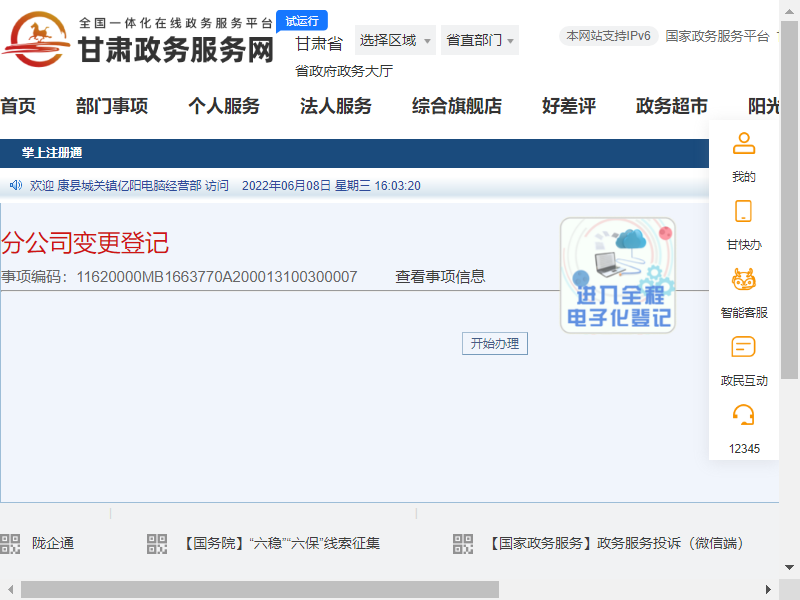 全国一体化在线政务服务平台
甘肃政务服务网
试运行
甘肃省
选择区域
省直部门
本网站支持IPv6
国家政务服务平台
省政府政务大厅
首页 部门事项 个人服务 法人服务 综合旗舰店 好差评 政务超市 阳光
掌上注册通
欢迎 康县城关镇亿阳电脑经营部 访问 2022年06月08日 星期三 16:03:20
分公司变更登记
事项编码：11620000MB1663770A200013100300007 查看事项信息
进入全程
电子化登记
开始办理
我的
甘快办
智能客服
政民互动
12345
陇企通 【国务院】“六稳”“六保”线索征集 【国家政务服务】政务服务投诉（微信端）